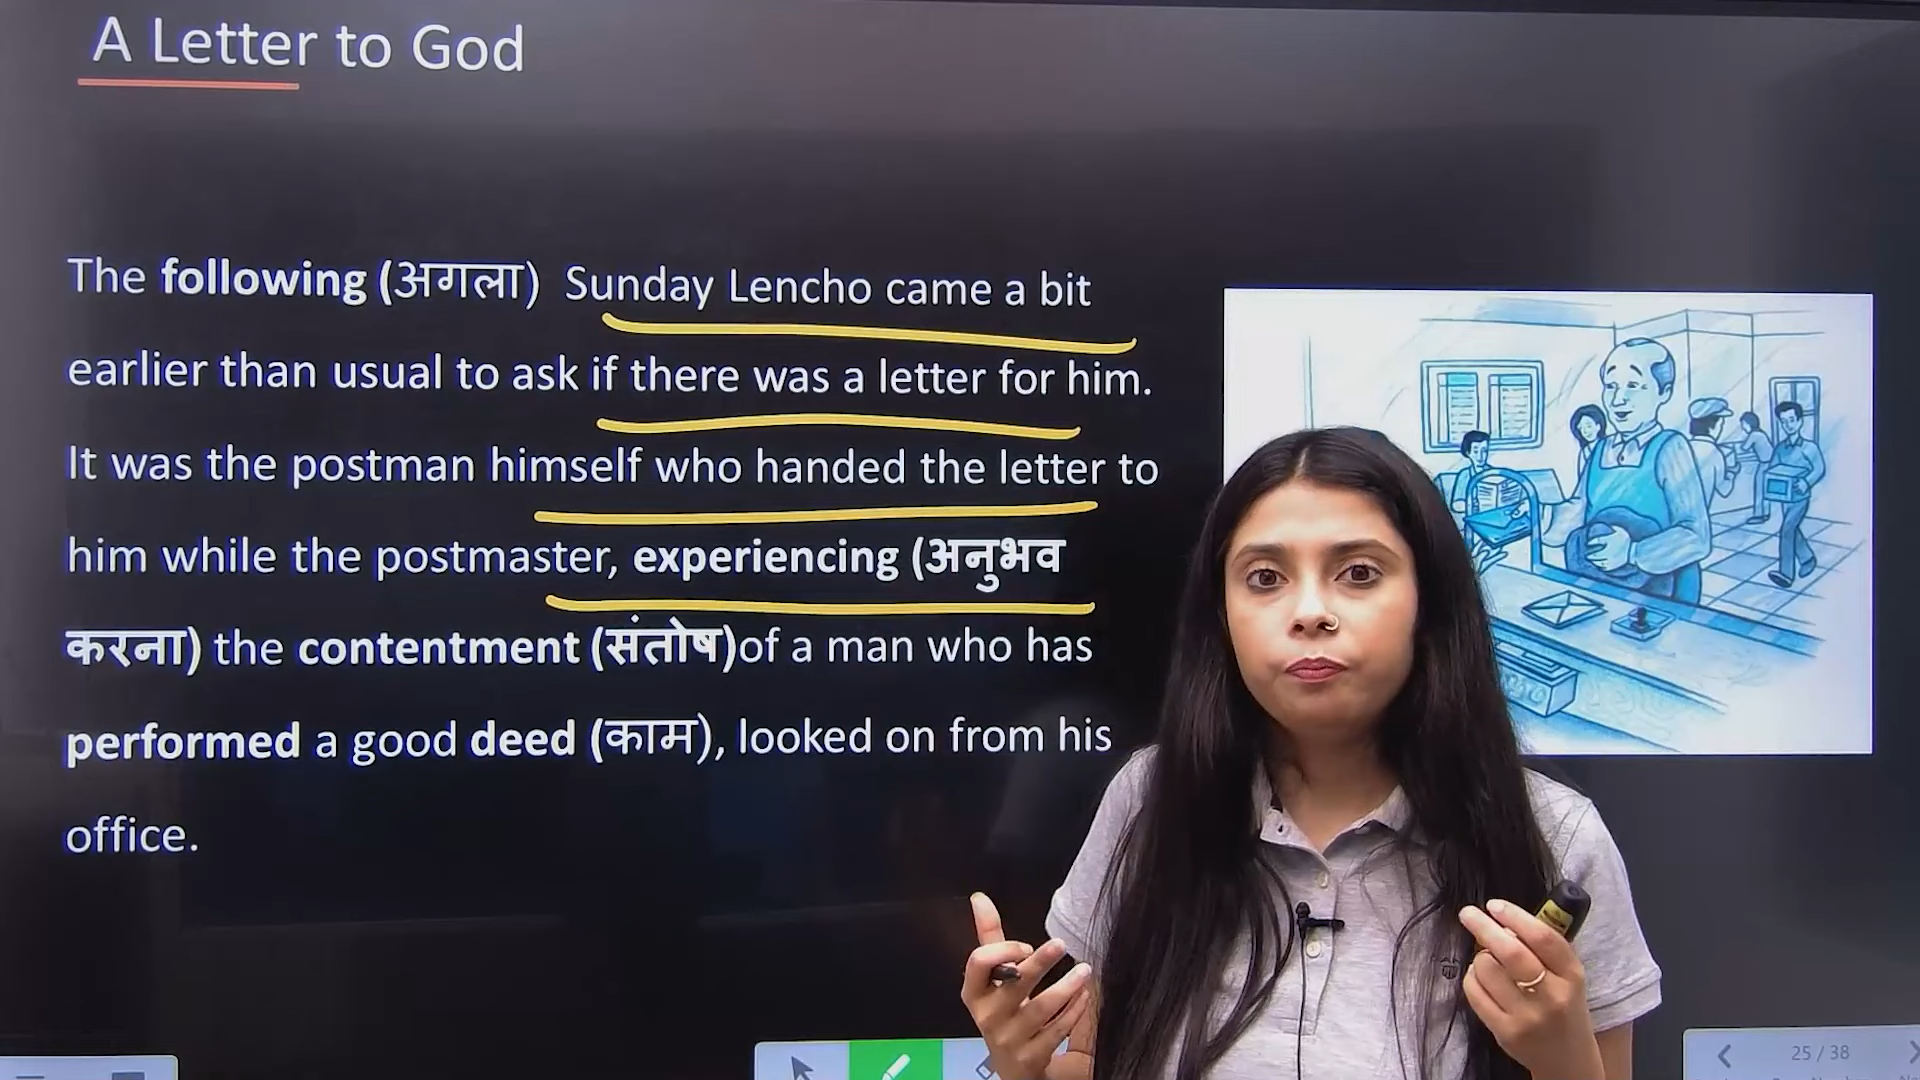 A Letter to God
The following (अगला) Sunday Lencho came a bit
earlier than usual to ask if there was a letter for him.
It was the postman himself who handed the letter to
him while the postmaster, experiencing (अनुभव
करना) the contentment (संतोष)of a man who has
performed a good deed (काम), looked on from his
office.
25 / 38